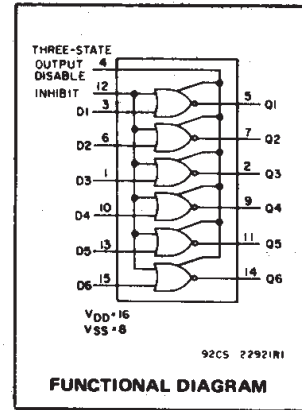 THREE-STATE
OUTPUT 4
DISABLE
INHIBIT 12
D1 3 5 Q1
D2 6 7 Q2
D3 1 2 Q3
D4 10 9 Q4
D5 13 11 Q5
D6 15 14 Q6
VDD=16
VSS=8
92CS 22921R1
FUNCTIONAL DIAGRAM